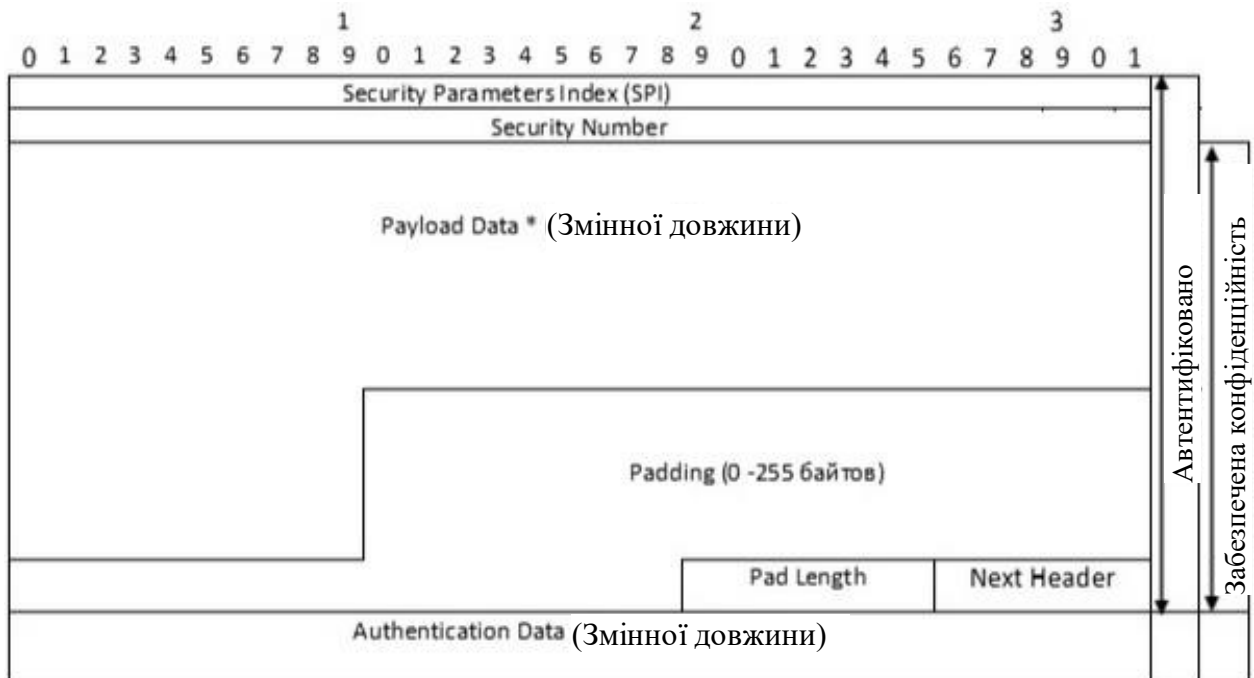 1 2 3
0 1 2 3 4 5 6 7 8 9 0 1 2 3 4 5 6 7 8 9 0 1 2 3 4 5 6 7 8 9 0 1
Security Parameters Index (SPI)
Security Number
Payload Data * (Змінної довжини)
Padding (0 -255 байтов)
Pad Length Next Header
Authentication Data (Змінної довжини)
Автентифіковано
Забезпечена конфіденційність